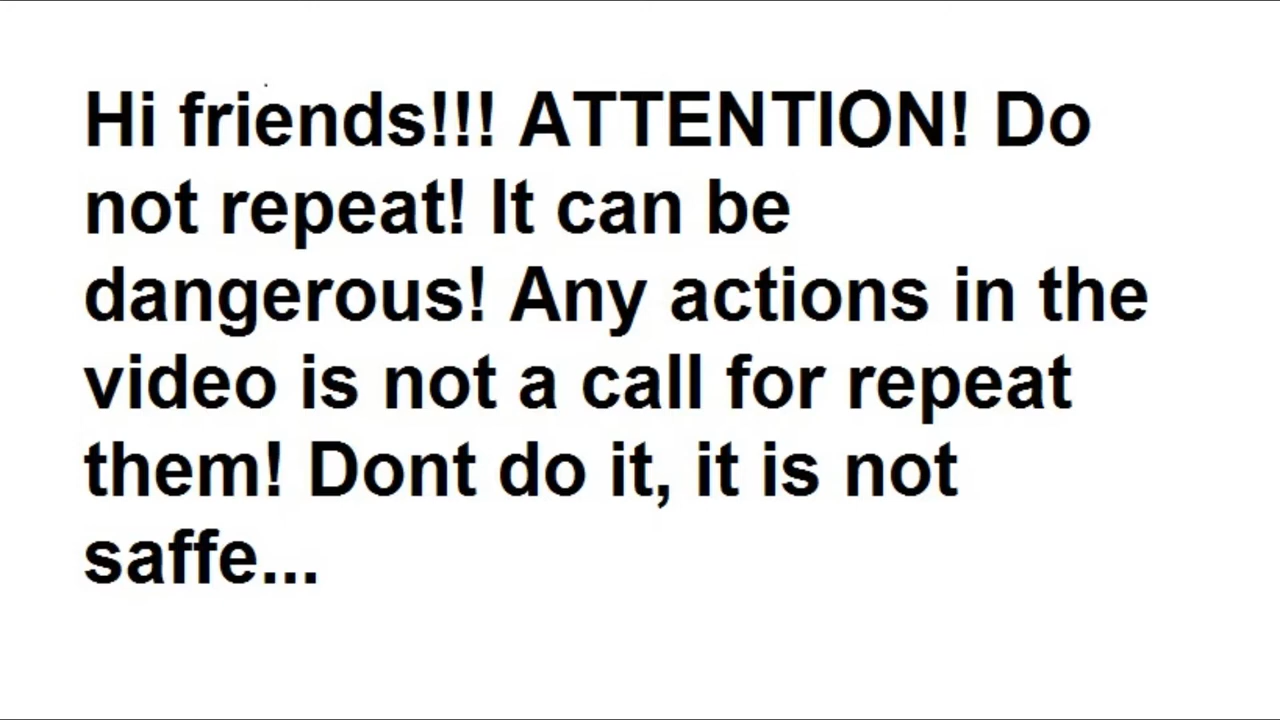 Hi friends!!! ATTENTION! Do
not repeat! It can be
dangerous! Any actions in the
video is not a call for repeat
them! Dont do it, it is not
saffe...